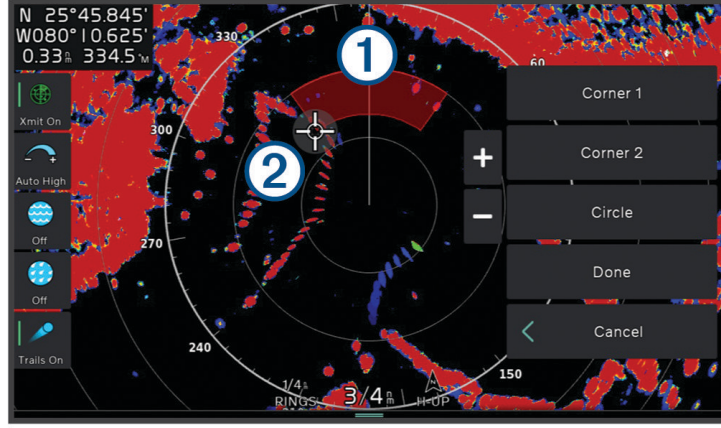 N 25°45.845'
W080°10.625'
0.33 334.5°M
Xmit On
Auto High
Off
Off
Trails On
330
300
270
240
150
60
1
2
+
−
Corner 1
Corner 2
Circle
Done
Cancel
1/4
RINGS
3/4
N
H-UP